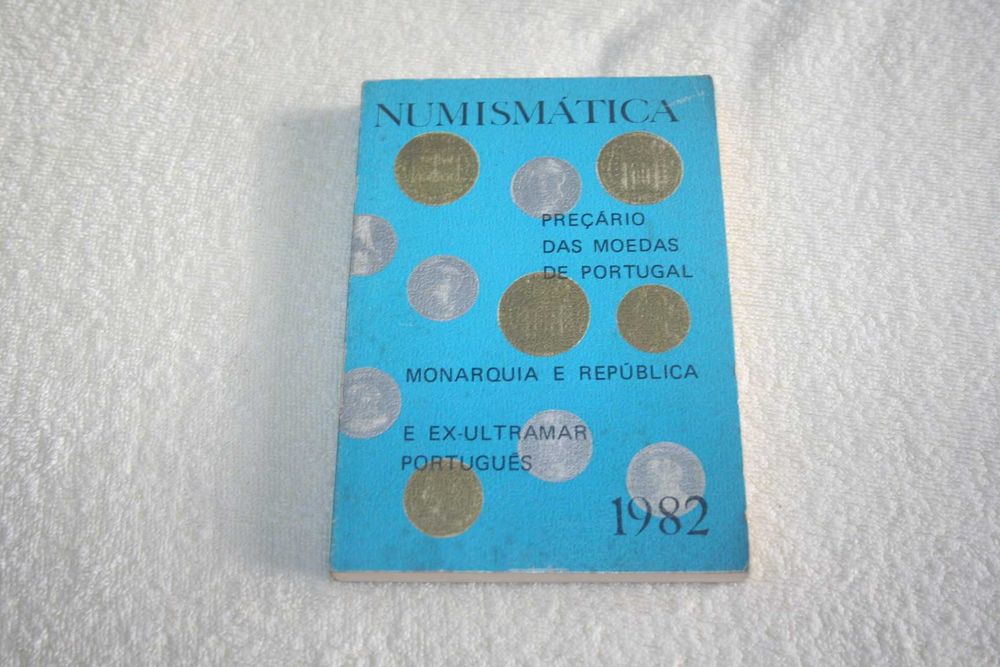 NUMISMÁTICA
PREÇÁRIO
DAS MOEDAS
DE PORTUGAL
MONARQUIA E REPÚBLICA
E EX-ULTRAMAR
PORTUGUÊS
1982